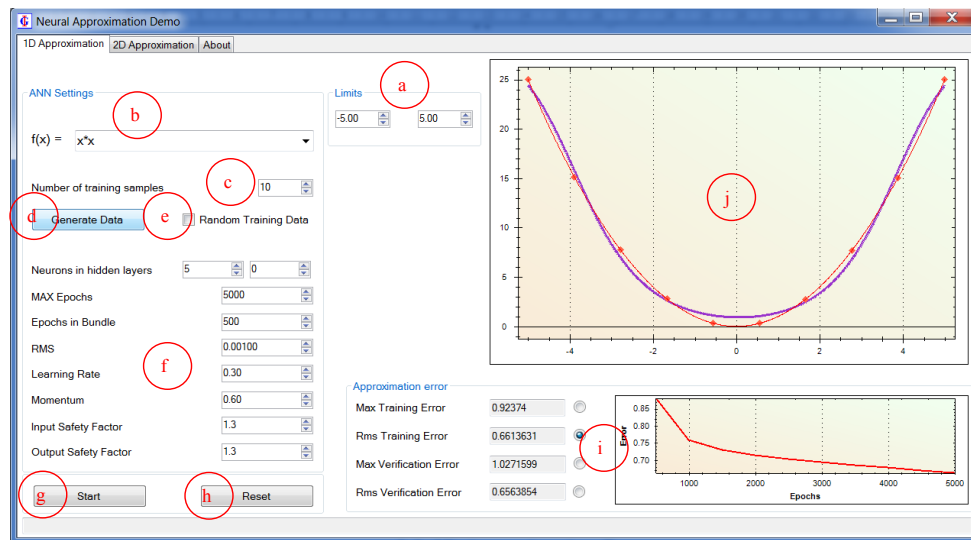 Neural Approximation Demo
1D Approximation 2D Approximation About
ANN Settings
b
f(x) = x*x
Number of training samples c 10
d Generate Data e Random Training Data
Neurons in hidden layers 5 0
MAX Epochs 5000
Epochs in Bundle 500
RMS 0.00100
f
Learning Rate 0.30
Momentum 0.60
Input Safety Factor 1.3
Output Safety Factor 1.3
g Start h Reset
Limits a
-5.00 5.00
25
20
15
10
5
0
j
-4 -2 0 2 4
Approximation error
Max Training Error 0.92374
Rms Training Error 0.6613631
Max Verification Error 1.0271599
Rms Verification Error 0.6563854
i
Error
0.85
0.80
0.75
0.70
1000 2000 3000 4000 5000
Epochs